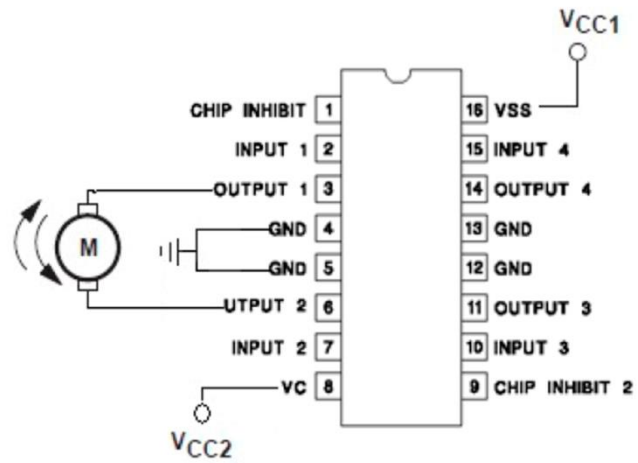 VCC1
CHIP INHIBIT 1
16 VSS
INPUT 1 2
15 INPUT 4
OUTPUT 1 3
14 OUTPUT 4
GND 4
13 GND
M
GND 5
12 GND
UTPUT 2 6
11 OUTPUT 3
INPUT 2 7
10 INPUT 3
VC 8
9 CHIP INHIBIT 2
VCC2